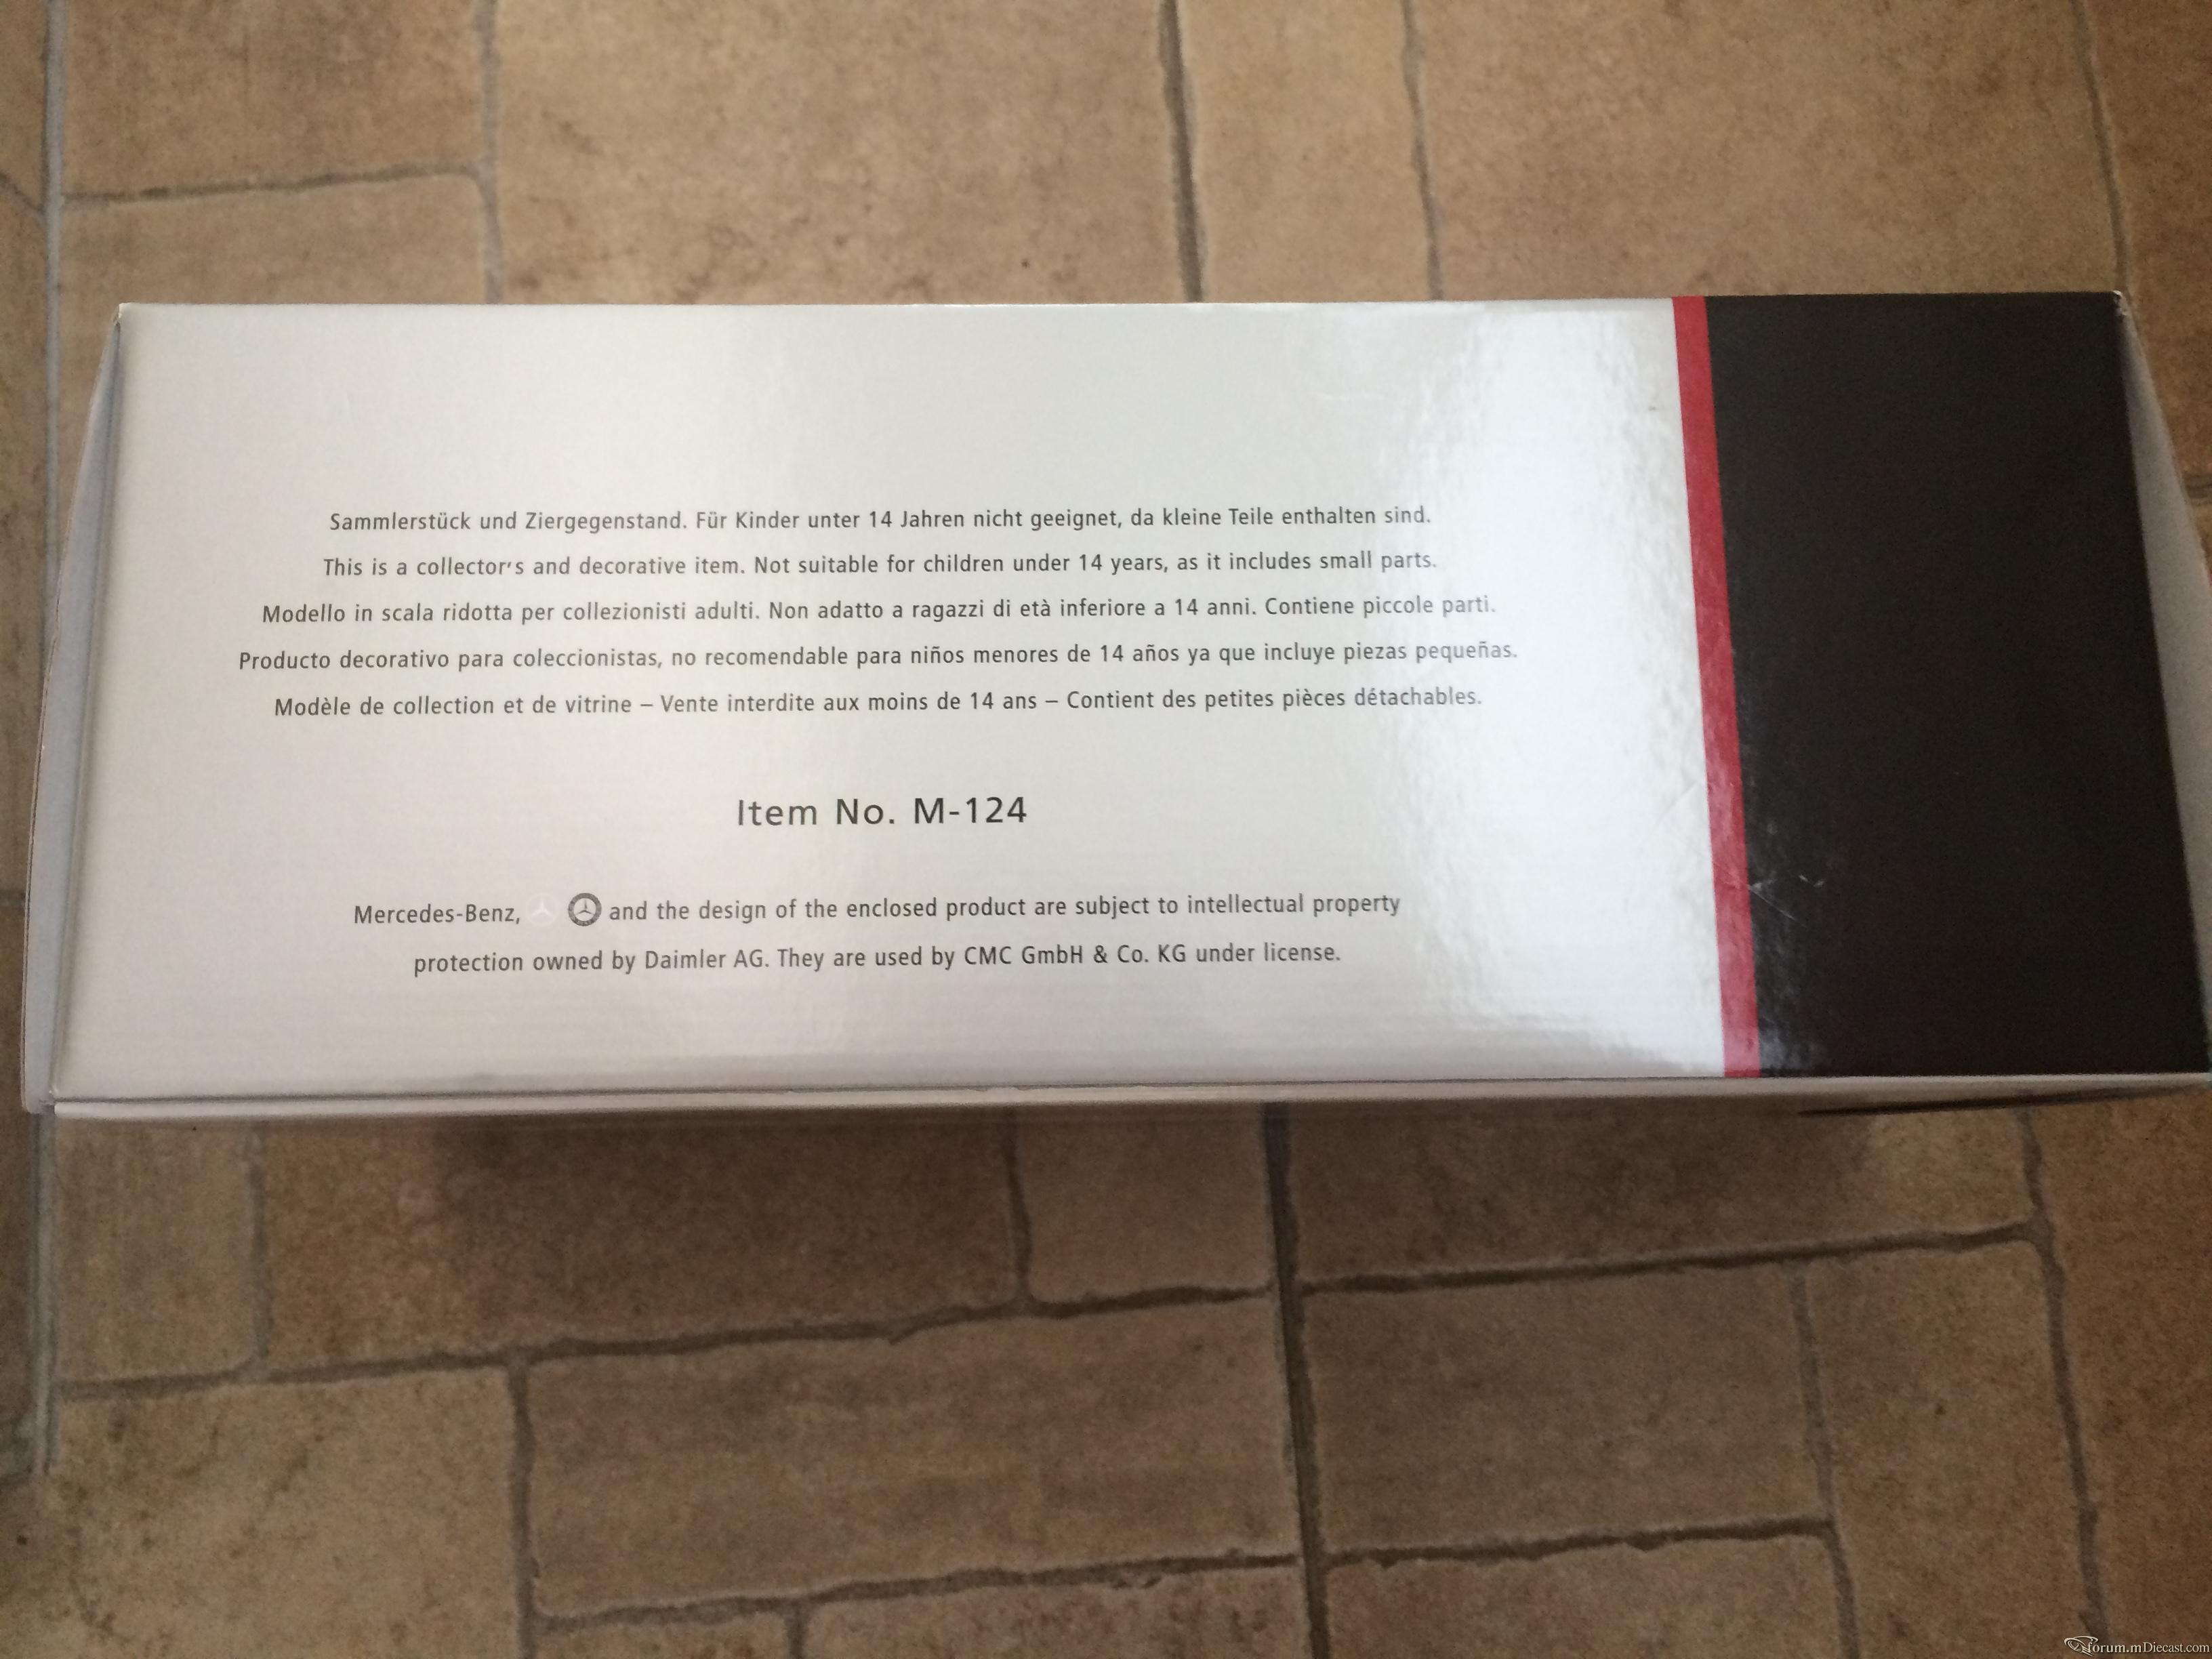 Sammlerstück und Ziergegenstand. Für Kinder unter 14 Jahren nicht geeignet, da kleine Teile enthalten sind.
This is a collector's and decorative item. Not suitable for children under 14 years, as it includes small parts.
Modello in scala ridotta per collezionisti adulti. Non adatto a ragazzi di età inferiore a 14 anni. Contiene piccole parti.
Producto decorativo para coleccionistas, no recomendable para niños menores de 14 años ya que incluye piezas pequeñas.
Modèle de collection et de vitrine – Vente interdite aux moins de 14 ans – Contient des petites pièces détachables.
Item No. M-124
Mercedes-Benz, and the design of the enclosed product are subject to intellectual property
protection owned by Daimler AG. They are used by CMC GmbH & Co. KG under license.
forum.mDiecast.com